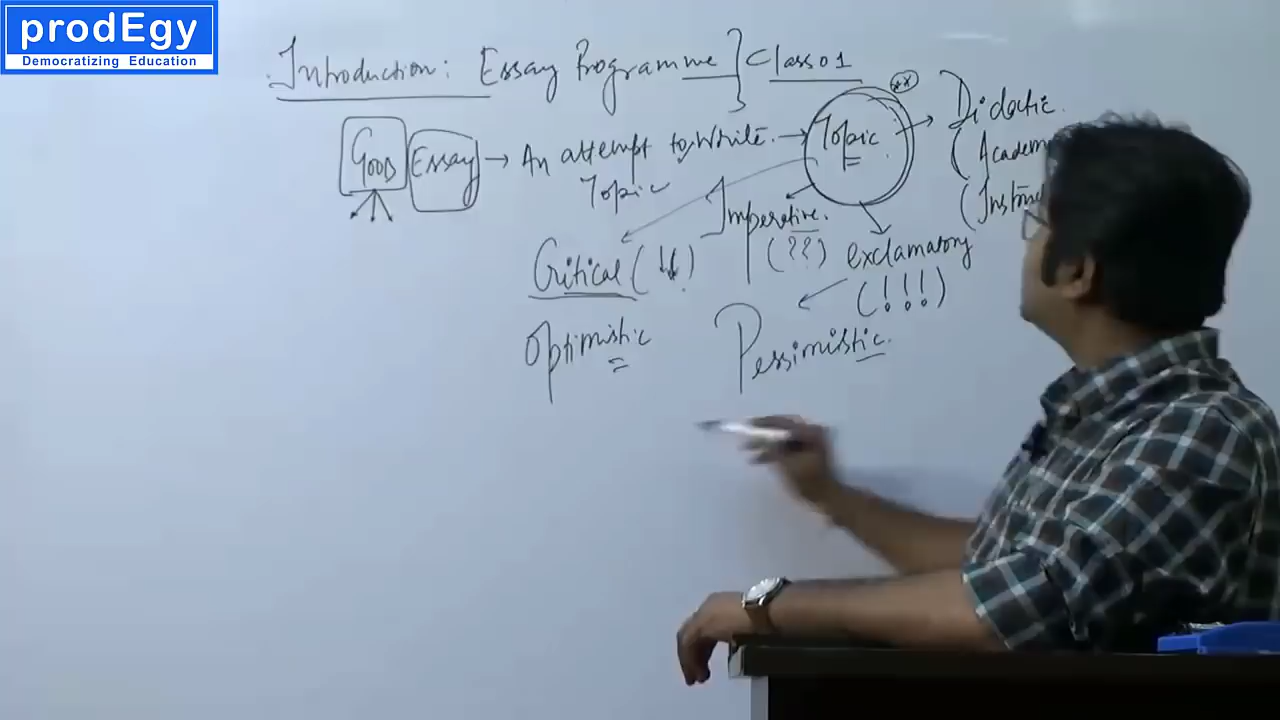 prodEgy
Democratizing Education
Introduction: Essay Programme } Class 01
GOOD Essay → An attempt to write → Topic → Didactic.
Topic
(Academ
(Instru
Imperative.
(??)
exclamatory
(!!!)
Critical (!!)
Optimistic
Pessimistic.